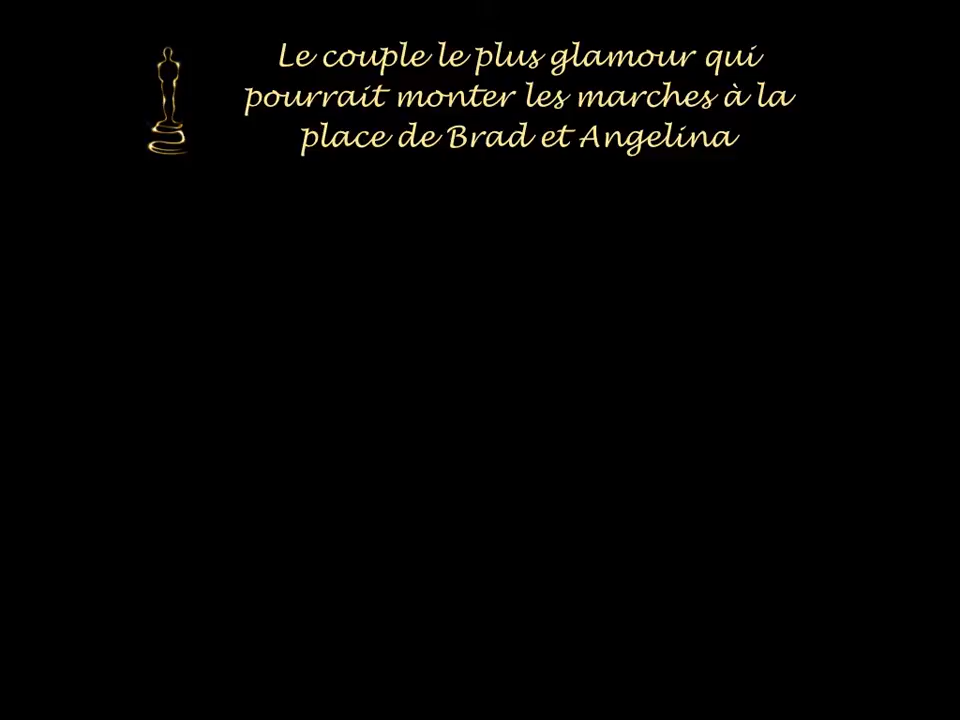 Le couple le plus glamour qui
pourrait monter les marches à la
place de Brad et Angelina